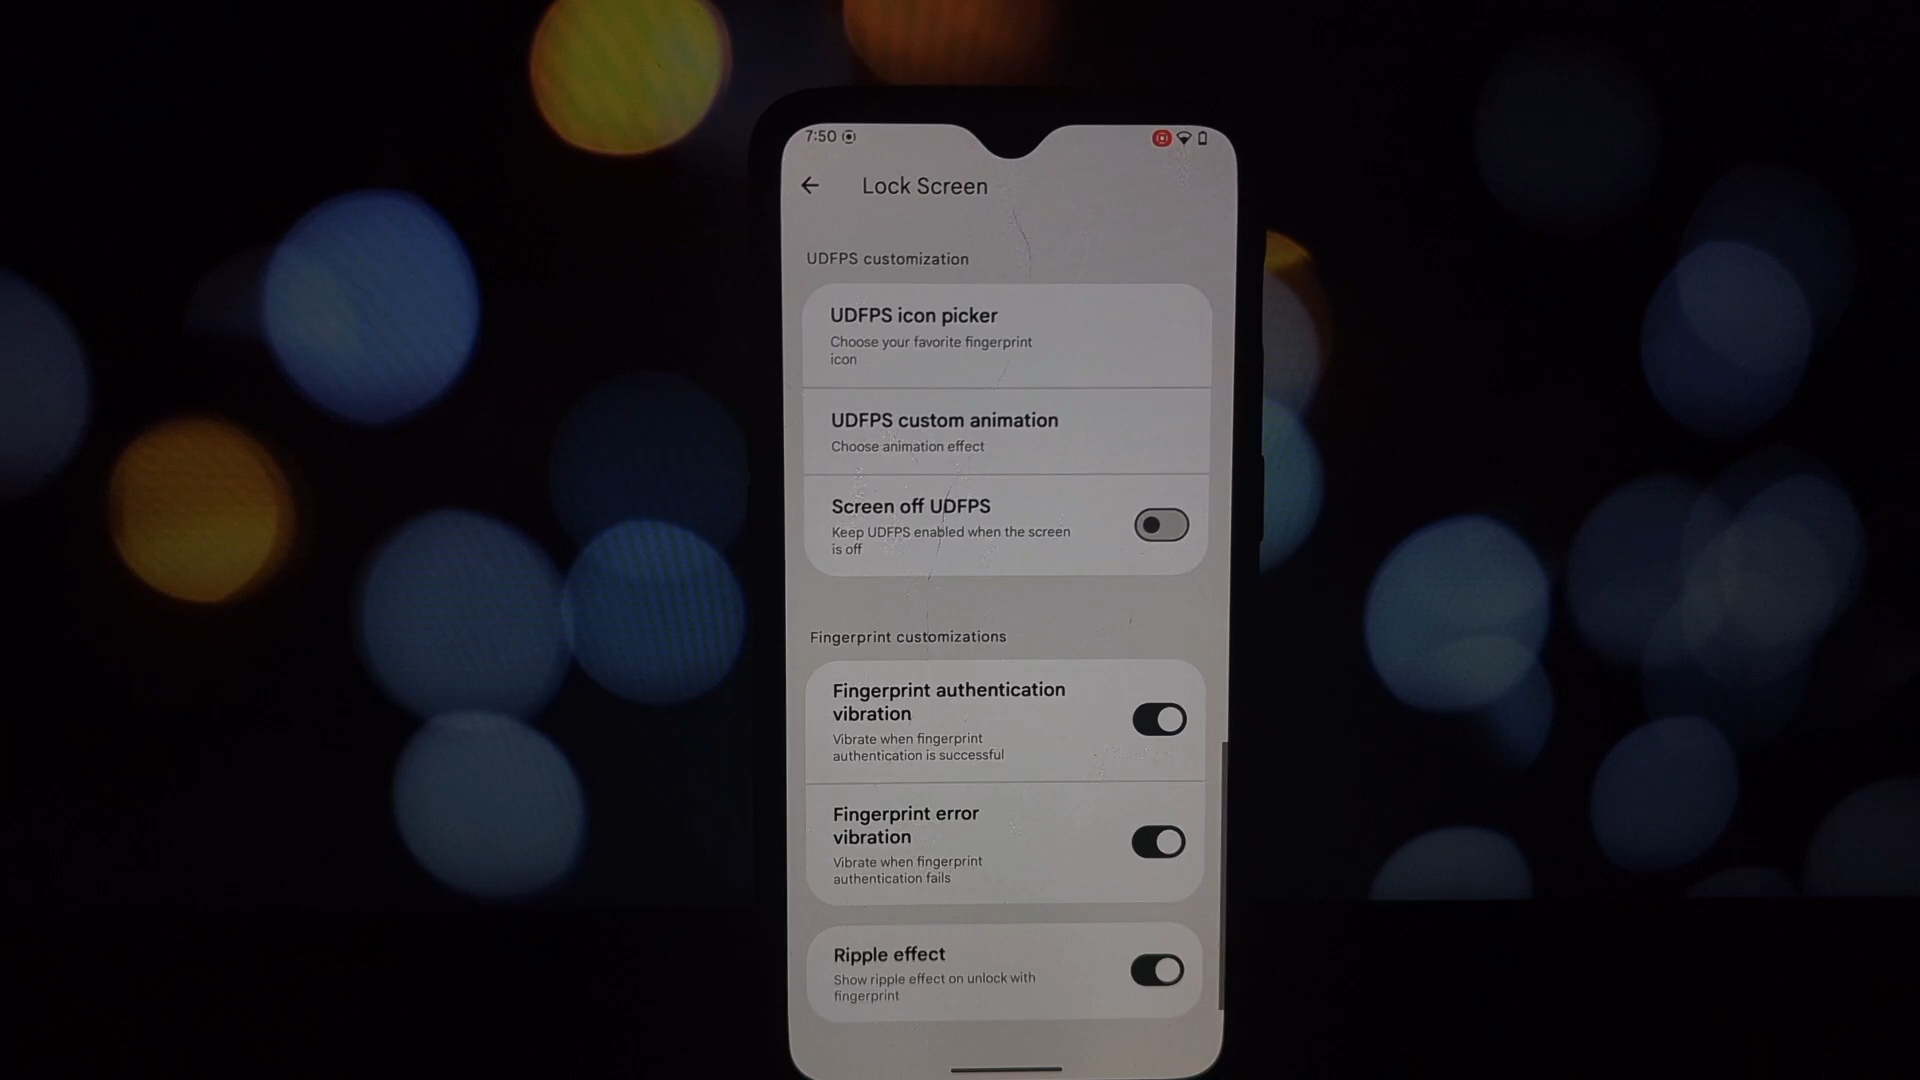 7:50
Lock Screen
UDFPS customization
UDFPS icon picker
Choose your favorite fingerprint
icon
UDFPS custom animation
Choose animation effect
Screen off UDFPS
Keep UDFPS enabled when the screen
is off
Fingerprint customizations
Fingerprint authentication
vibration
Vibrate when fingerprint
authentication is successful
Fingerprint error
vibration
Vibrate when fingerprint
authentication fails
Ripple effect
Show ripple effect on unlock with
fingerprint